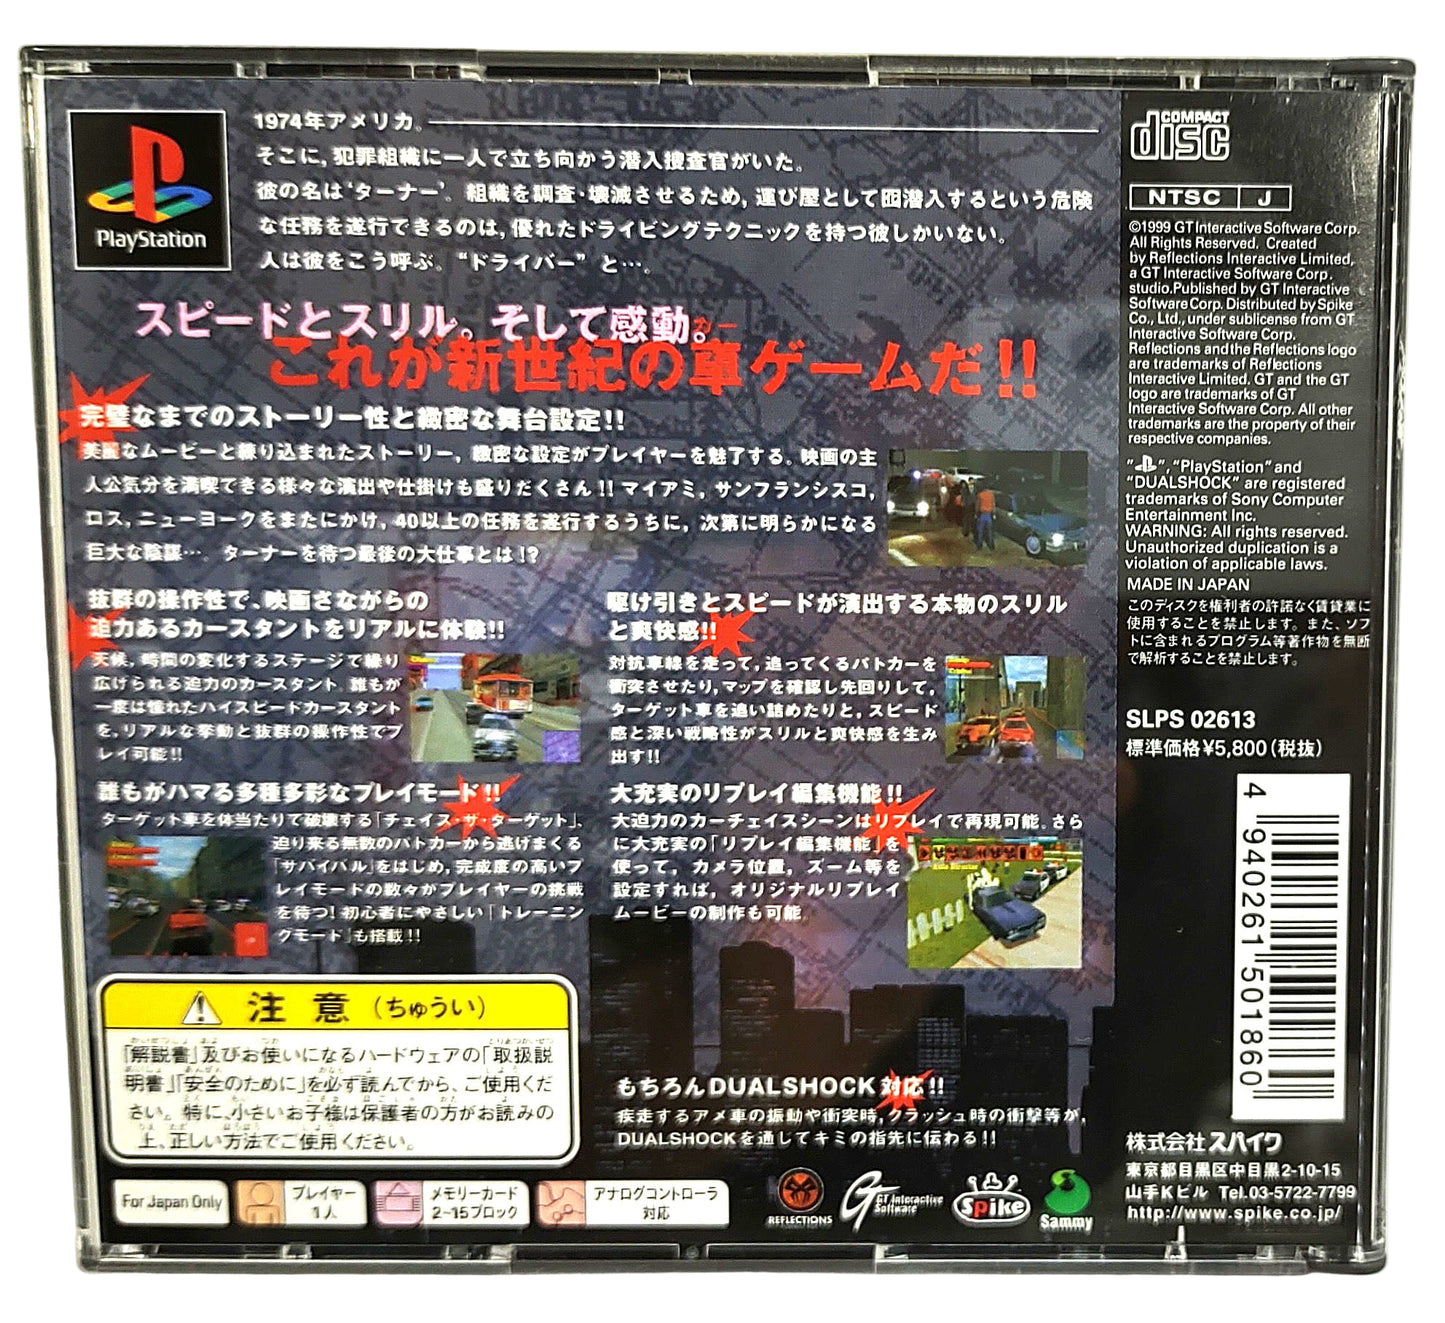 PlayStation
1974年アメリカ。
そこに，犯罪組織に一人で立ち向かう潜入捜査官がいた。
彼の名は‘ターナー’。組織を調査・壊滅させるため，運び屋として囮潜入するという危険
な任務を遂行できるのは，優れたドライビングテクニックを持つ彼しかいない。
人は彼をこう呼ぶ。“ドライバー”と…。
スピードとスリル。そして感動。
カー
これが新世紀の車ゲームだ!!
完璧なまでのストーリー性と緻密な舞台設定!!
美麗なムービーと練り込まれたストーリー，緻密な設定がプレイヤーを魅了する。映画の主
人公気分を満喫できる様々な演出や仕掛けも盛りだくさん!!マイアミ，サンフランシスコ，
ロス，ニューヨークをまたにかけ，40以上の任務を遂行するうちに，次第に明らかになる
巨大な陰謀… ターナーを待つ最後の大仕事とは!?
抜群の操作性で、映画さながらの
迫力あるカースタントをリアルに体験!!
天候，時間の変化するステージで繰り
広げられる迫力のカースタント。誰もが
一度は憧れたハイスピードカースタント
を，リアルな挙動と抜群の操作性でプ
レイ可能!!
駆け引きとスピードが演出する本物のスリル
と爽快感!!
対抗車線を走って，追ってくるパトカーを
衝突させたり，マップを確認し先回りして，
ターゲット車を追い詰めたりと，スピード
感と深い戦略性がスリルと爽快感を生み
出す!!
誰もがハマる多種多彩なプレイモード!!
ターゲット車を体当たりで破壊する「チェイス・ザ・ターゲット」、
迫り来る無数のパトカーから逃げまくる
「サバイバル」をはじめ，完成度の高いプ
レイモードの数々がプレイヤーの挑戦
を待つ!初心者にやさしい「トレーニン
グモード」も搭載!!
大充実のリプレイ編集機能!!
大迫力のカーチェイスシーンはリプレイで再現可能。さら
に大充実の「リプレイ編集機能」を
使って，カメラ位置，ズーム等を
設定すれば，オリジナルリプレイ
ムービーの制作も可能。
もちろんDUALSHOCK対応!!
疾走するアメ車の振動や衝突時，クラッシュ時の衝撃等が，
DUALSHOCKを通してキミの指先に伝わる!!
注意（ちゅうい）
「解説書」及びお使いになるハードウェアの「取扱説
明書」「安全のために」を必ず読んでから、ご使用くだ
さい。特に、小さいお子様は保護者の方がお読みの
上、正しい方法でご使用ください。
For Japan Only
プレイヤー
1人
メモリーカード
2~15ブロック
アナログコントローラ
対応
REFLECTIONS
GT Interactive
Software
Spike
Sammy
COMPACT
disc
NTSC J
©1999 GT Interactive Software Corp.
All Rights Reserved. Created
by Reflections Interactive Limited,
a GT Interactive Software Corp.
studio.Published by GT Interactive
Software Corp. Distributed by Spike
Co., Ltd., under sublicense from GT
Interactive Software Corp.
Reflections and the Reflections logo
are trademarks of Reflections
Interactive Limited. GT and the GT
logo are trademarks of GT
Interactive Software Corp. All other
trademarks are the property of their
respective companies.
" ", "PlayStation" and
"DUALSHOCK" are registered
trademarks of Sony Computer
Entertainment Inc.
WARNING: All rights reserved.
Unauthorized duplication is a
violation of applicable laws.
MADE IN JAPAN
このディスクを権利者の許諾なく賃貸業に
使用することを禁止します。また、ソフ
トに含まれるプログラム等著作物を無断
で解析することを禁止します。
SLPS 02613
標準価格¥5,800（税抜）
4 940261 501860
株式会社スパイク
東京都目黒区中目黒2-10-15
山手Kビル Tel.03-5722-7799
http://www.spike.co.jp/